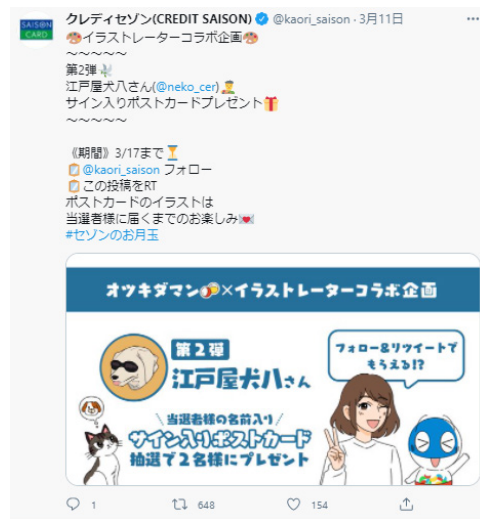 SAISON
CARD
クレディセゾン(CREDIT SAISON) @kaori_saison · 3月11日
🎨イラストレーターコラボ企画🎨
～～～～～
第2弾
江戸屋犬八さん(@neko_cer)
サイン入りポストカードプレゼント🎁
～～～～～
《期間》3/17まで⏳
📋@kaori_saison フォロー
📋この投稿をRT
ポストカードのイラストは
当選者様に届くまでのお楽しみ💌
#セゾンのお月玉
オツキダマン×イラストレーターコラボ企画
第2弾
江戸屋犬八さん
フォロー&リツイートで
もらえる!?
当選者様の名前入り
サイン入りポストカード
抽選で2名様にプレゼント
1 648 154